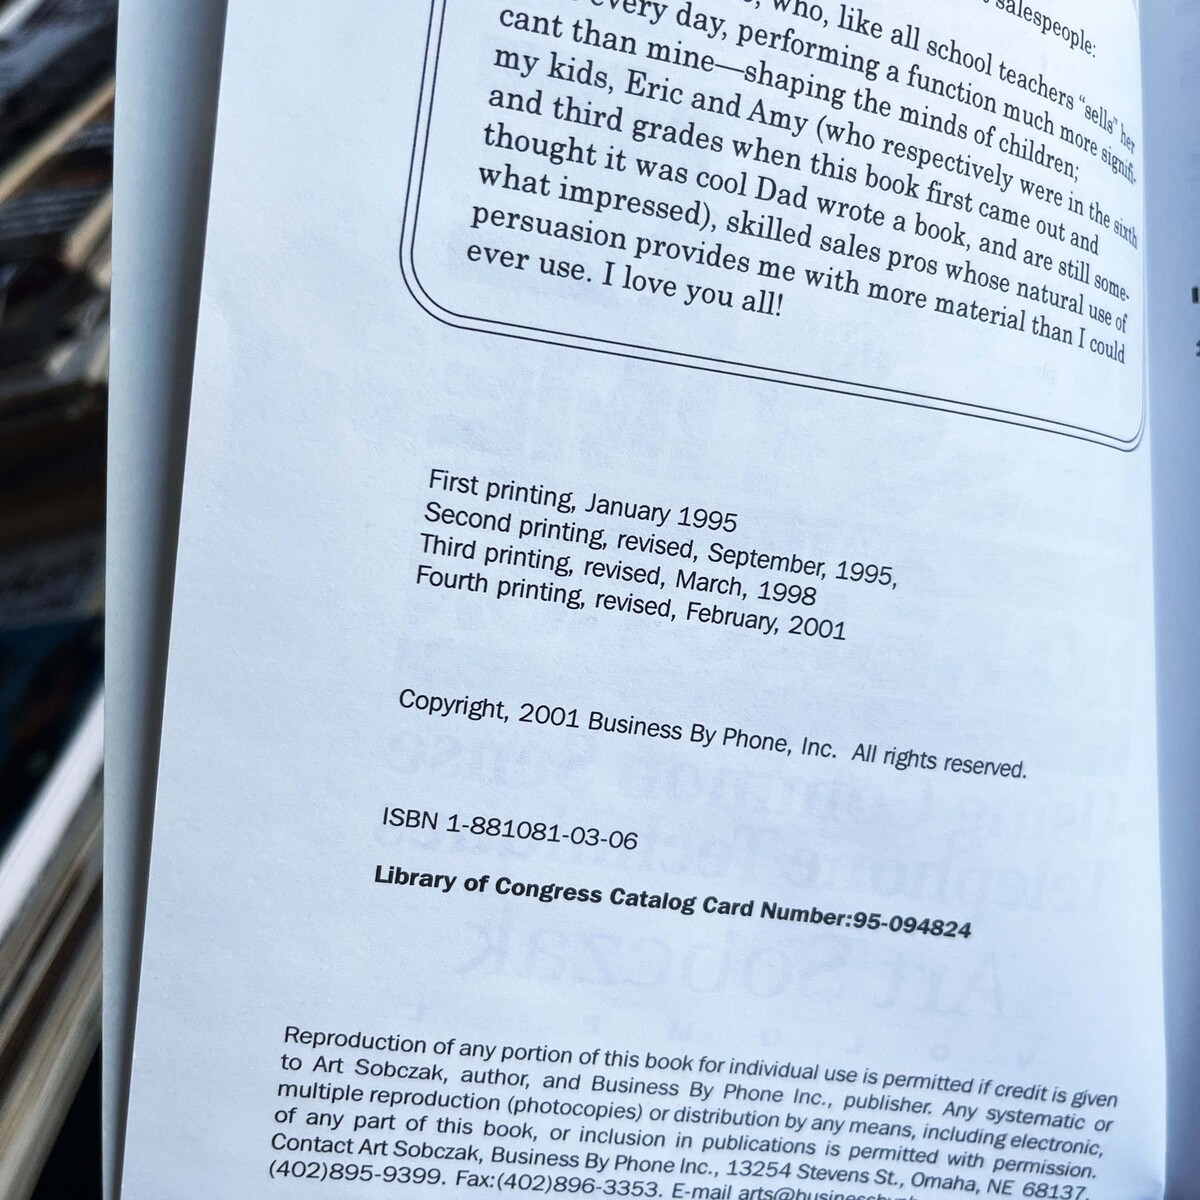 salespeople:
who, like all school teachers "sells" her
every day, performing a function much more signifi-
cant than mine—shaping the minds of children;
my kids, Eric and Amy (who respectively were in the sixth
and third grades when this book first came out and
thought it was cool Dad wrote a book, and are still some-
what impressed), skilled sales pros whose natural use of
persuasion provides me with more material than I could
ever use. I love you all!
First printing, January 1995
Second printing, revised, September, 1995,
Third printing, revised, March, 1998
Fourth printing, revised, February, 2001
Copyright, 2001 Business By Phone, Inc. All rights reserved.
ISBN 1-881081-03-06
Library of Congress Catalog Card Number:95-094824
Reproduction of any portion of this book for individual use is permitted if credit is given
to Art Sobczak, author, and Business By Phone Inc., publisher. Any systematic or
multiple reproduction (photocopies) or distribution by any means, including electronic,
of any part of this book, or inclusion in publications is permitted with permission.
Contact Art Sobczak, Business By Phone Inc., 13254 Stevens St., Omaha, NE 68137,
(402)895-9399. Fax:(402)896-3353. E-mail